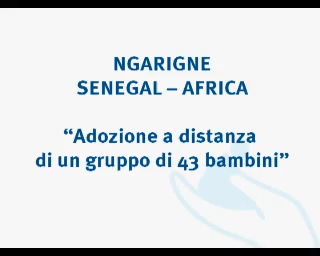 NGARIGNE
SENEGAL – AFRICA
“Adozione a distanza
di un gruppo di 43 bambini”